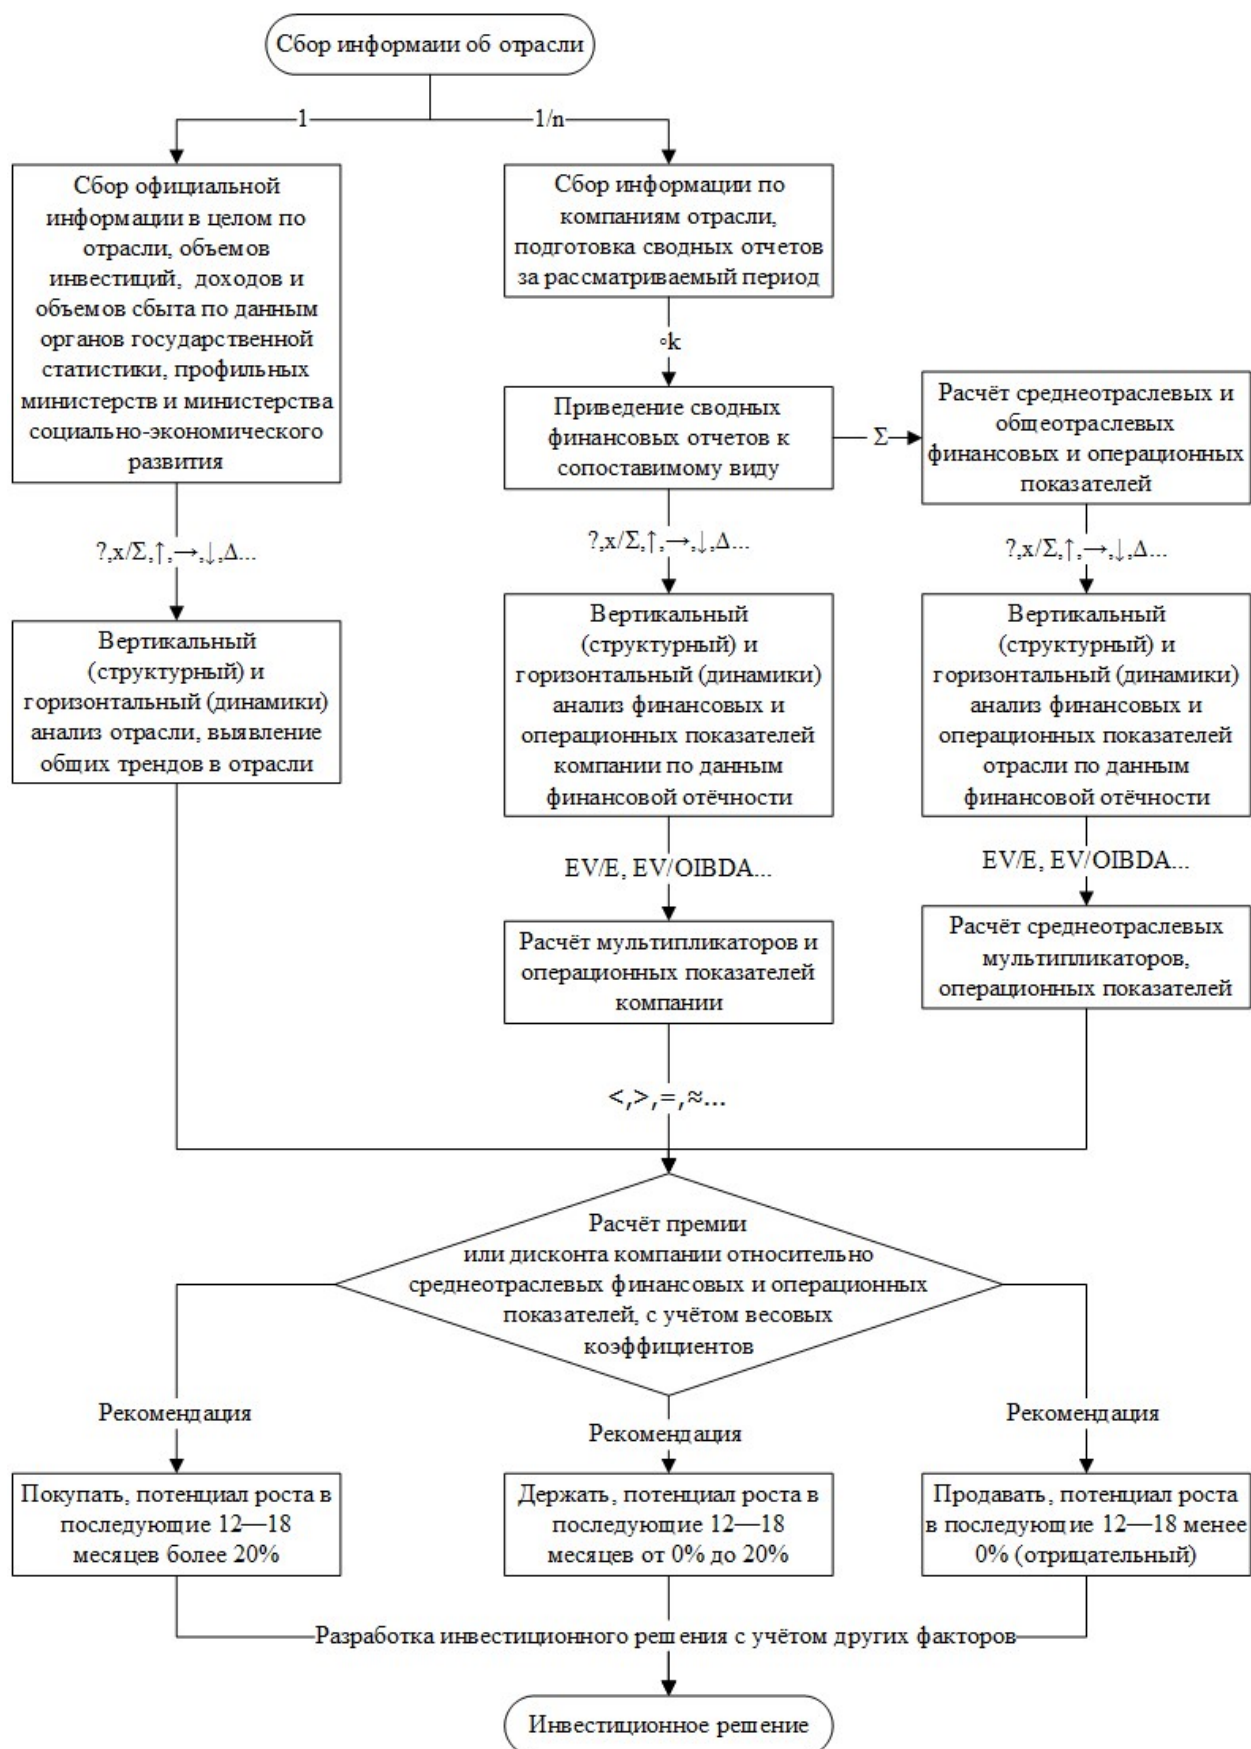 Сбор информаии об отрасли
1
1/n
Сбор официальной
информации в целом по
отрасли, объемов
инвестиций, доходов и
объемов сбыта по данным
органов государственной
статистики, профильных
министерств и министерства
социально-экономического
развития
Сбор информации по
компаниям отрасли,
подготовка сводных отчетов
за рассматриваемый период
∘k
Приведение сводных
финансовых отчетов к
сопоставимому виду
Σ
Расчёт среднеотраслевых и
общеотраслевых
финансовых и операционных
показателей
?,x/Σ,↑,→,↓,Δ...
?,x/Σ,↑,→,↓,Δ...
?,x/Σ,↑,→,↓,Δ...
Вертикальный
(структурный) и
горизонтальный (динамики)
анализ отрасли, выявление
общих трендов в отрасли
Вертикальный
(структурный) и
горизонтальный (динамики)
анализ финансовых и
операционных показателей
компании по данным
финансовой отёчности
Вертикальный
(структурный) и
горизонтальный (динамики)
анализ финансовых и
операционных показателей
отрасли по данным
финансовой отёчности
EV/E, EV/OIBDA...
EV/E, EV/OIBDA...
Расчёт мультипликаторов и
операционных показателей
компании
Расчёт среднеотраслевых
мультипликаторов,
операционных показателей
<,>,=,≈...
Расчёт премии
или дисконта компании относительно
среднеотраслевых финансовых и операционных
показателей, с учётом весовых
коэффициентов
Рекомендация
Рекомендация
Рекомендация
Покупать, потенциал роста в
последующие 12—18
месяцев более 20%
Держать, потенциал роста в
последующие 12—18
месяцев от 0% до 20%
Продавать, потенциал роста
в последующие 12—18 менее
0% (отрицательный)
Разработка инвестиционного решения с учётом других факторов
Инвестиционное решение